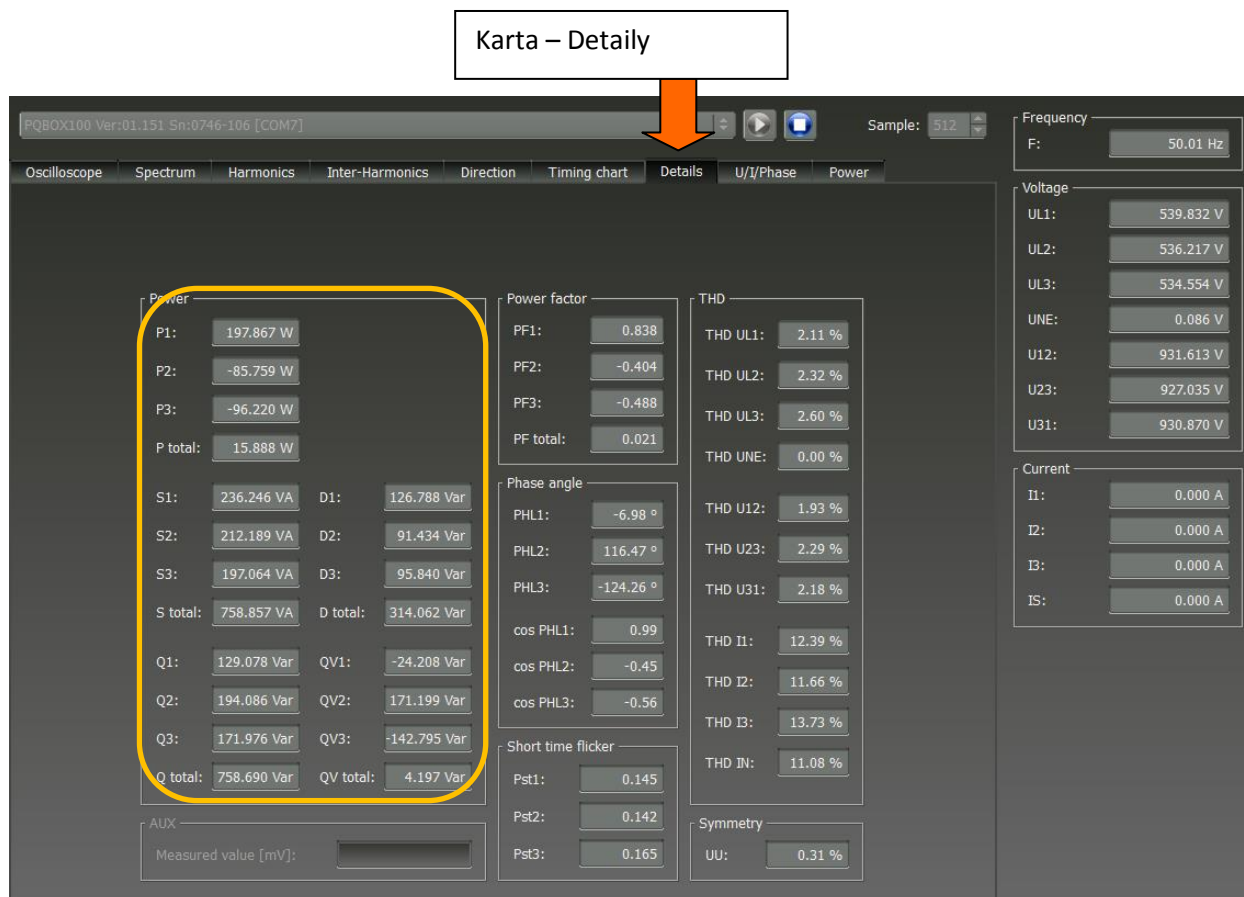 Karta – Detaily
PQBOX100 Ver:01.151 Sn:0746-106 [COM7]
Sample: 512
Oscilloscope Spectrum Harmonics Inter-Harmonics Direction Timing chart Details U/I/Phase Power
Power
P1: 197.867 W
P2: -85.759 W
P3: -96.220 W
P total: 15.888 W
S1: 236.246 VA D1: 126.788 Var
S2: 212.189 VA D2: 91.434 Var
S3: 197.064 VA D3: 95.840 Var
S total: 758.857 VA D total: 314.062 Var
Q1: 129.078 Var QV1: -24.208 Var
Q2: 194.086 Var QV2: 171.199 Var
Q3: 171.976 Var QV3: -142.795 Var
Q total: 758.690 Var QV total: 4.197 Var
AUX
Measured value [mV]:
Power factor
PF1: 0.838
PF2: -0.404
PF3: -0.488
PF total: 0.021
Phase angle
PHL1: -6.98 °
PHL2: 116.47 °
PHL3: -124.26 °
cos PHL1: 0.99
cos PHL2: -0.45
cos PHL3: -0.56
Short time flicker
Pst1: 0.145
Pst2: 0.142
Pst3: 0.165
THD
THD UL1: 2.11 %
THD UL2: 2.32 %
THD UL3: 2.60 %
THD UNE: 0.00 %
THD U12: 1.93 %
THD U23: 2.29 %
THD U31: 2.18 %
THD I1: 12.39 %
THD I2: 11.66 %
THD I3: 13.73 %
THD IN: 11.08 %
Symmetry
UU: 0.31 %
Frequency
F: 50.01 Hz
Voltage
UL1: 539.832 V
UL2: 536.217 V
UL3: 534.554 V
UNE: 0.086 V
U12: 931.613 V
U23: 927.035 V
U31: 930.870 V
Current
I1: 0.000 A
I2: 0.000 A
I3: 0.000 A
IS: 0.000 A